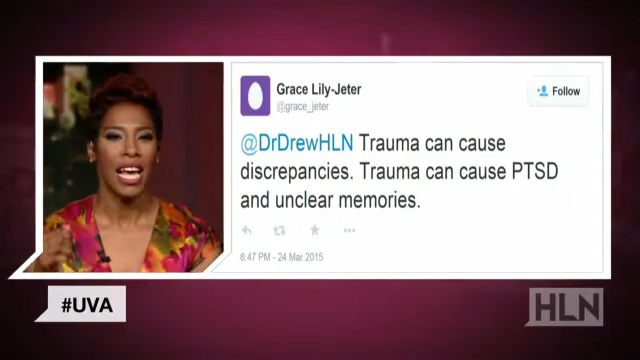 Grace Lily-Jeter
@grace_jeter
Follow
@DrDrewHLN Trauma can cause
discrepancies. Trauma can cause PTSD
and unclear memories.
6:47 PM - 24 Mar 2015
#UVA
HLN